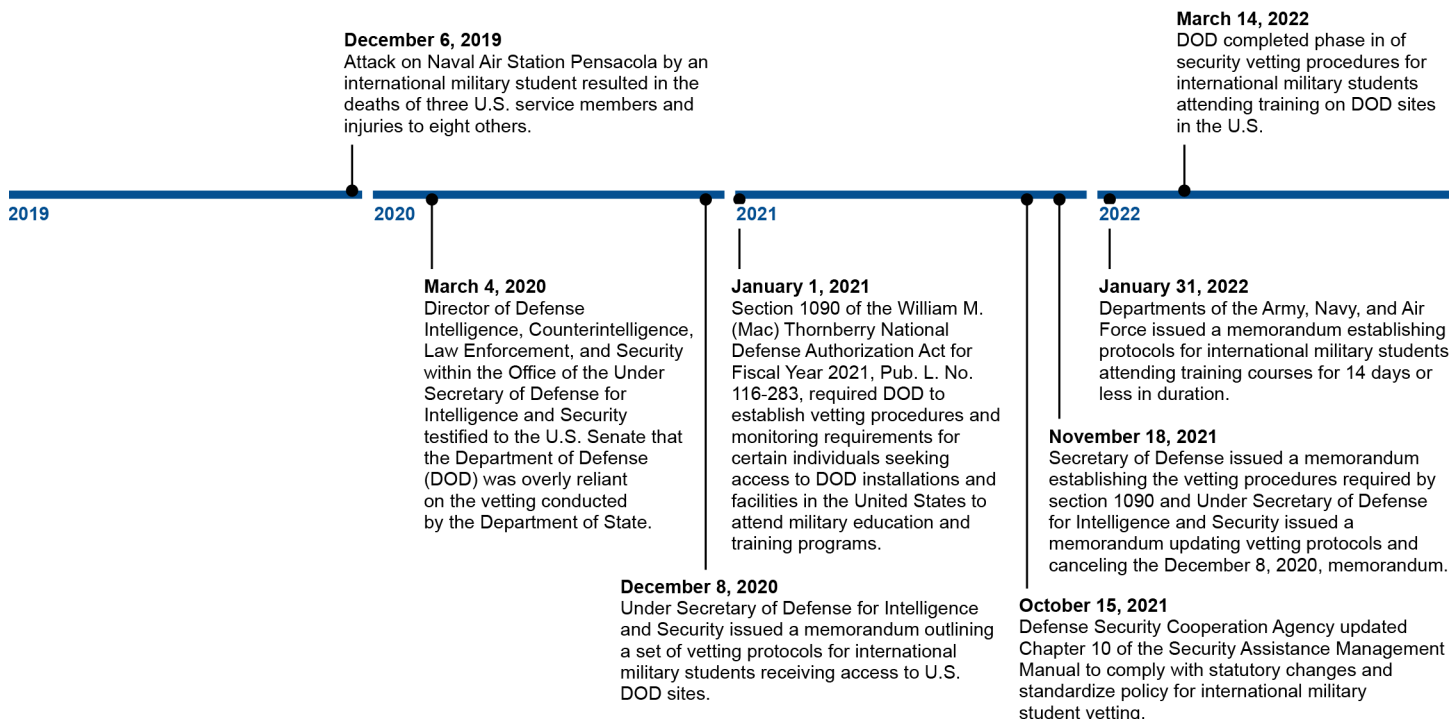 December 6, 2019
Attack on Naval Air Station Pensacola by an
international military student resulted in the
deaths of three U.S. service members and
injuries to eight others.
March 14, 2022
DOD completed phase in of
security vetting procedures for
international military students
attending training on DOD sites
in the U.S.
2019
2020
2021
2022
March 4, 2020
Director of Defense
Intelligence, Counterintelligence,
Law Enforcement, and Security
within the Office of the Under
Secretary of Defense for
Intelligence and Security
testified to the U.S. Senate that
the Department of Defense
(DOD) was overly reliant
on the vetting conducted
by the Department of State.
December 8, 2020
Under Secretary of Defense for Intelligence
and Security issued a memorandum outlining
a set of vetting protocols for international
military students receiving access to U.S.
DOD sites.
January 1, 2021
Section 1090 of the William M.
(Mac) Thornberry National
Defense Authorization Act for
Fiscal Year 2021, Pub. L. No.
116-283, required DOD to
establish vetting procedures and
monitoring requirements for
certain individuals seeking
access to DOD installations and
facilities in the United States to
attend military education and
training programs.
October 15, 2021
Defense Security Cooperation Agency updated
Chapter 10 of the Security Assistance Management
Manual to comply with statutory changes and
standardize policy for international military
student vetting.
November 18, 2021
Secretary of Defense issued a memorandum
establishing the vetting procedures required by
section 1090 and Under Secretary of Defense
for Intelligence and Security issued a
memorandum updating vetting protocols and
canceling the December 8, 2020, memorandum.
January 31, 2022
Departments of the Army, Navy, and Air
Force issued a memorandum establishing
protocols for international military students
attending training courses for 14 days or
less in duration.